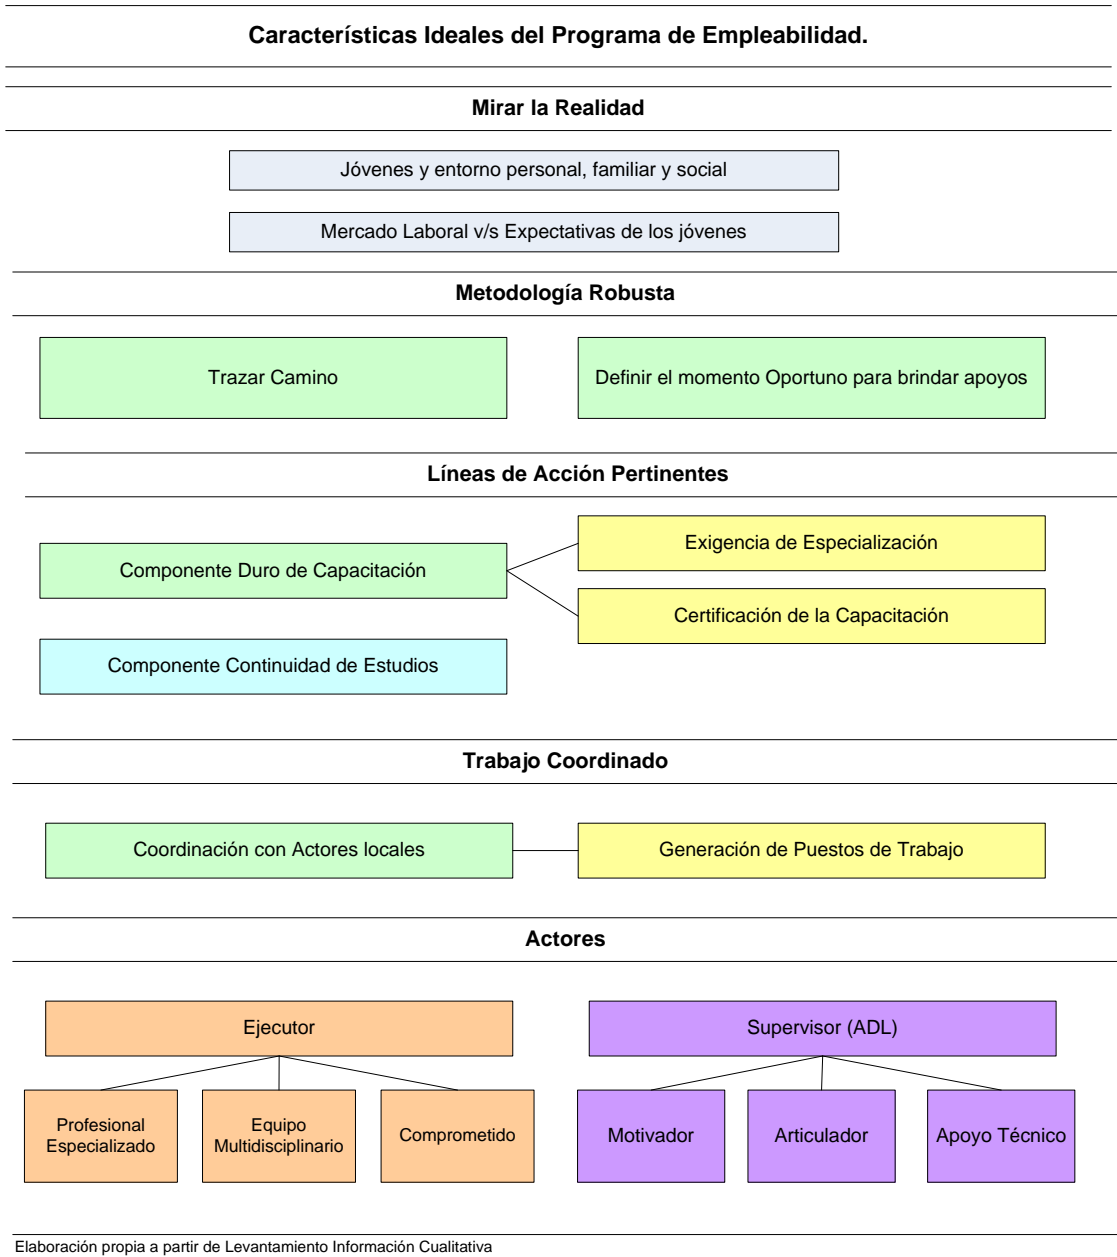 Características Ideales del Programa de Empleabilidad.
Mirar la Realidad
Jóvenes y entorno personal, familiar y social
Mercado Laboral v/s Expectativas de los jóvenes
Metodología Robusta
Trazar Camino
Definir el momento Oportuno para brindar apoyos
Líneas de Acción Pertinentes
Componente Duro de Capacitación
Exigencia de Especialización
Certificación de la Capacitación
Componente Continuidad de Estudios
Trabajo Coordinado
Coordinación con Actores locales
Generación de Puestos de Trabajo
Actores
Ejecutor
Profesional
Especializado
Equipo
Multidisciplinario
Comprometido
Supervisor (ADL)
Motivador
Articulador
Apoyo Técnico
Elaboración propia a partir de Levantamiento Información Cualitativa